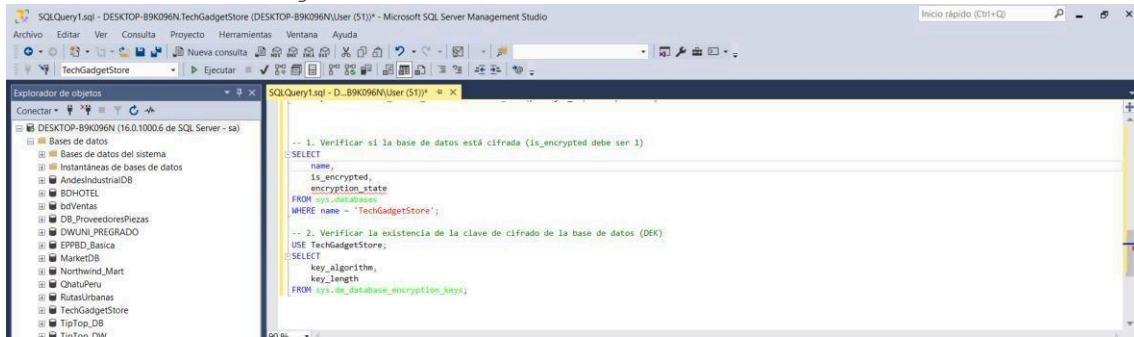 SQLQuery1.sql - DESKTOP-B9K096N.TechGadgetStore (DESKTOP-B9K096N\User (51))* - Microsoft SQL Server Management Studio
Inicio rápido (Ctrl+Q)
Archivo Editar Ver Consulta Proyecto Herramientas Ventana Ayuda
Nueva consulta
TechGadgetStore Ejecutar
Explorador de objetos
SQLQuery1.sql - D...B9K096N\User (51))*
Conectar
DESKTOP-B9K096N (16.0.1000.6 de SQL Server - sa)
Bases de datos
Bases de datos del sistema
Instantáneas de bases de datos
AndesIndustrialDB
BDHOTEL
bdVentas
DB_ProveedoresPiezas
DWUNI_PREGRADO
EPPBD_Basica
MarketDB
Northwind_Mart
QhatuPeru
RutasUrbanas
TechGadgetStore
TipTop_DB
TipTop_DW
-- 1. Verificar si la base de datos está cifrada (is_encrypted debe ser 1)
SELECT
name,
is_encrypted,
encryption_state
FROM sys.databases
WHERE name = 'TechGadgetStore';
-- 2. Verificar la existencia de la clave de cifrado de la base de datos (DEK)
USE TechGadgetStore;
SELECT
key_algorithm,
key_length
FROM sys.dm_database_encryption_keys;
90 %